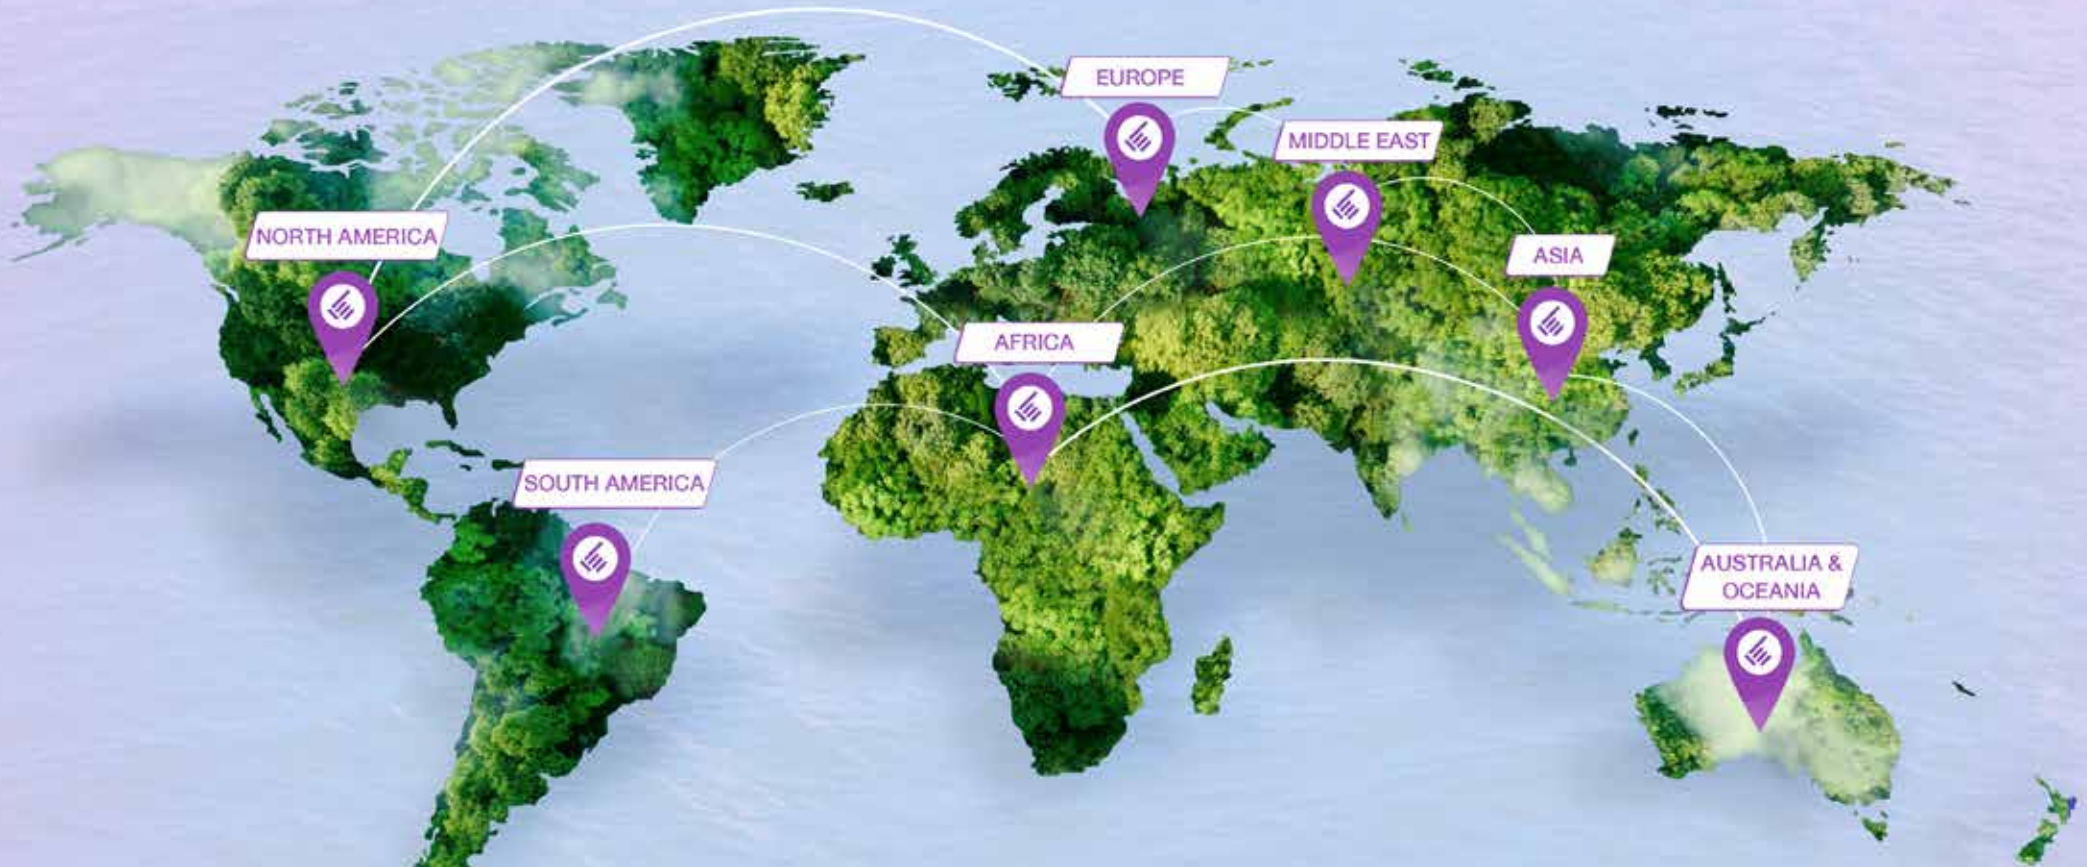 EUROPE
MIDDLE EAST
NORTH AMERICA
ASIA
AFRICA
SOUTH AMERICA
AUSTRALIA &
OCEANIA